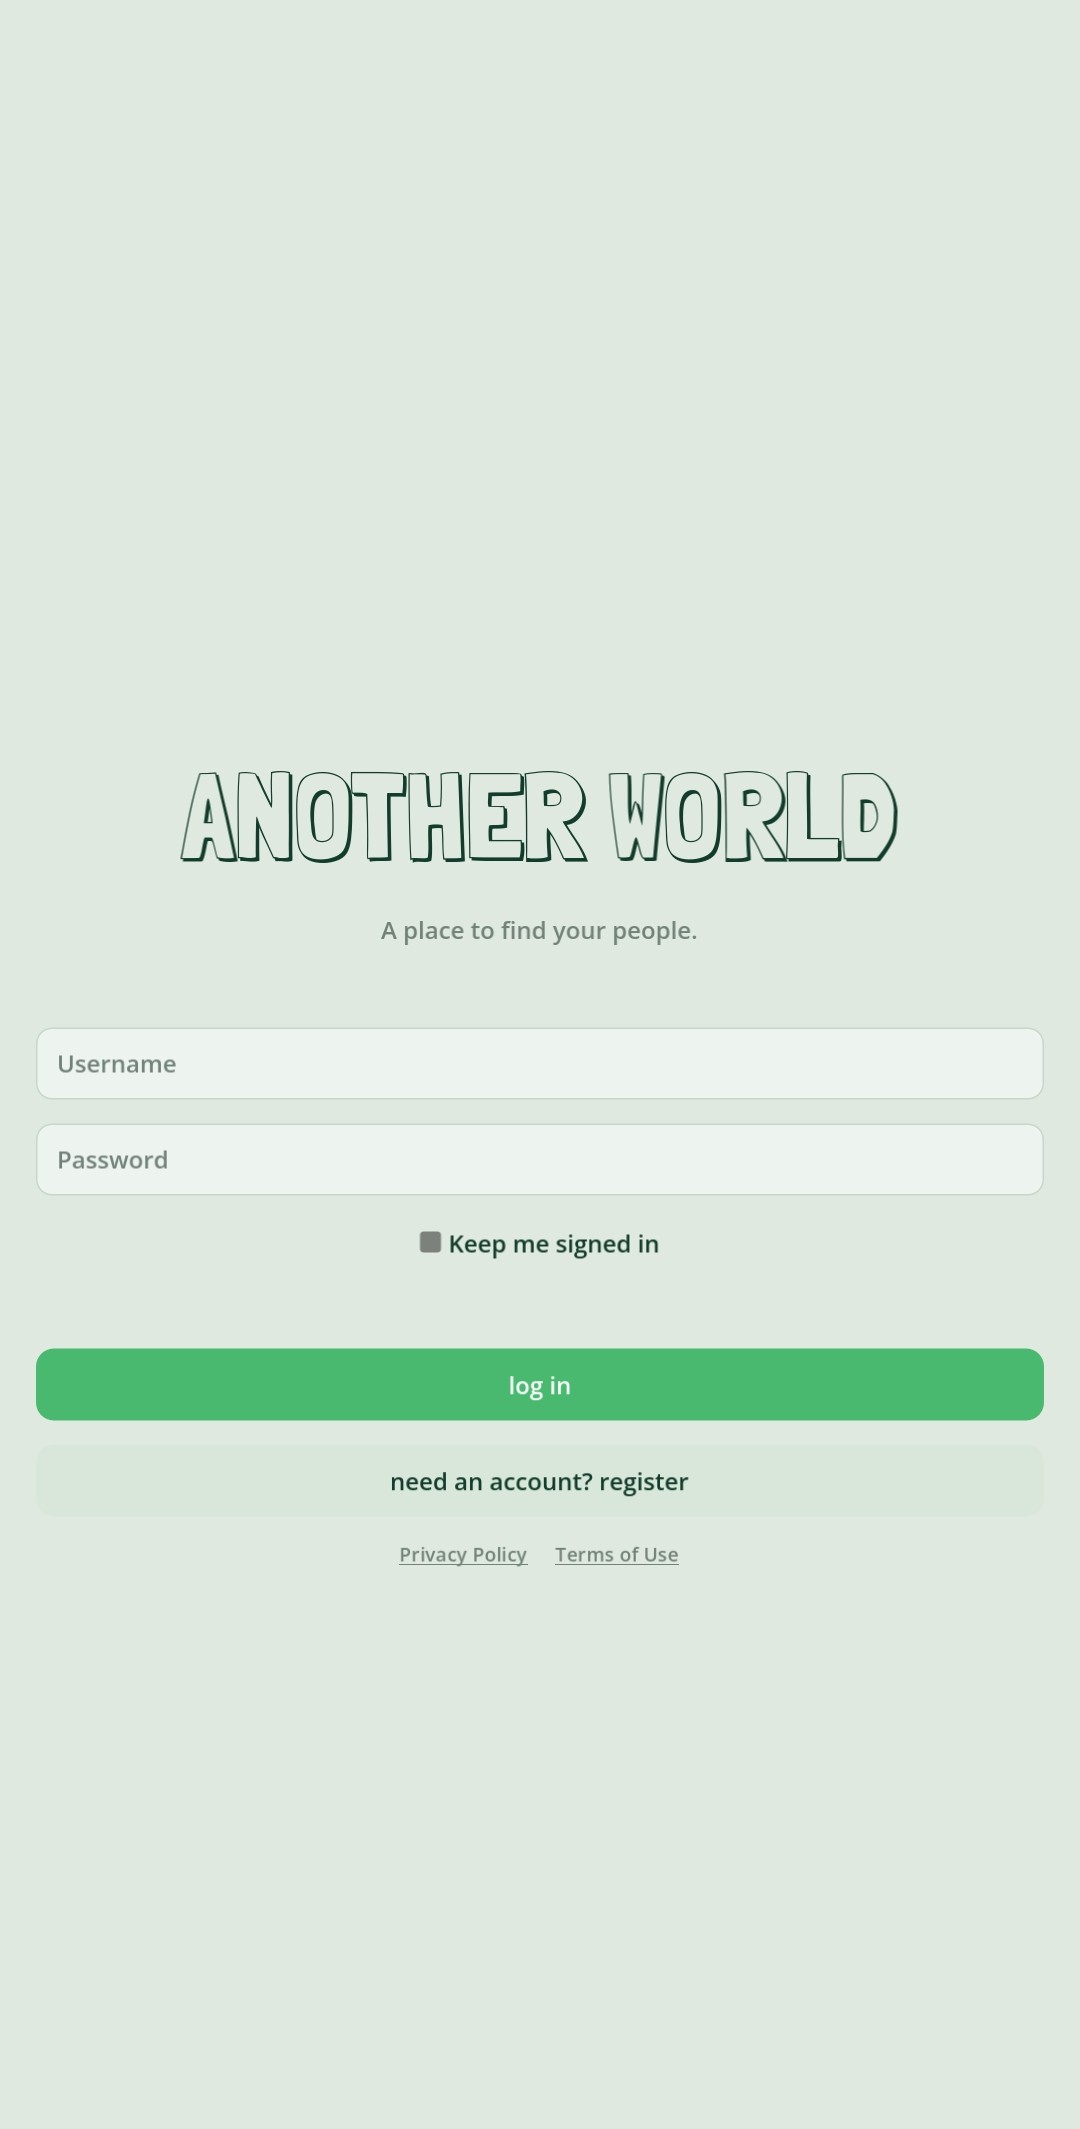 ANOTHER WORLD
A place to find your people.
Username
Password
Keep me signed in
log in
need an account? register
Privacy Policy Terms of Use